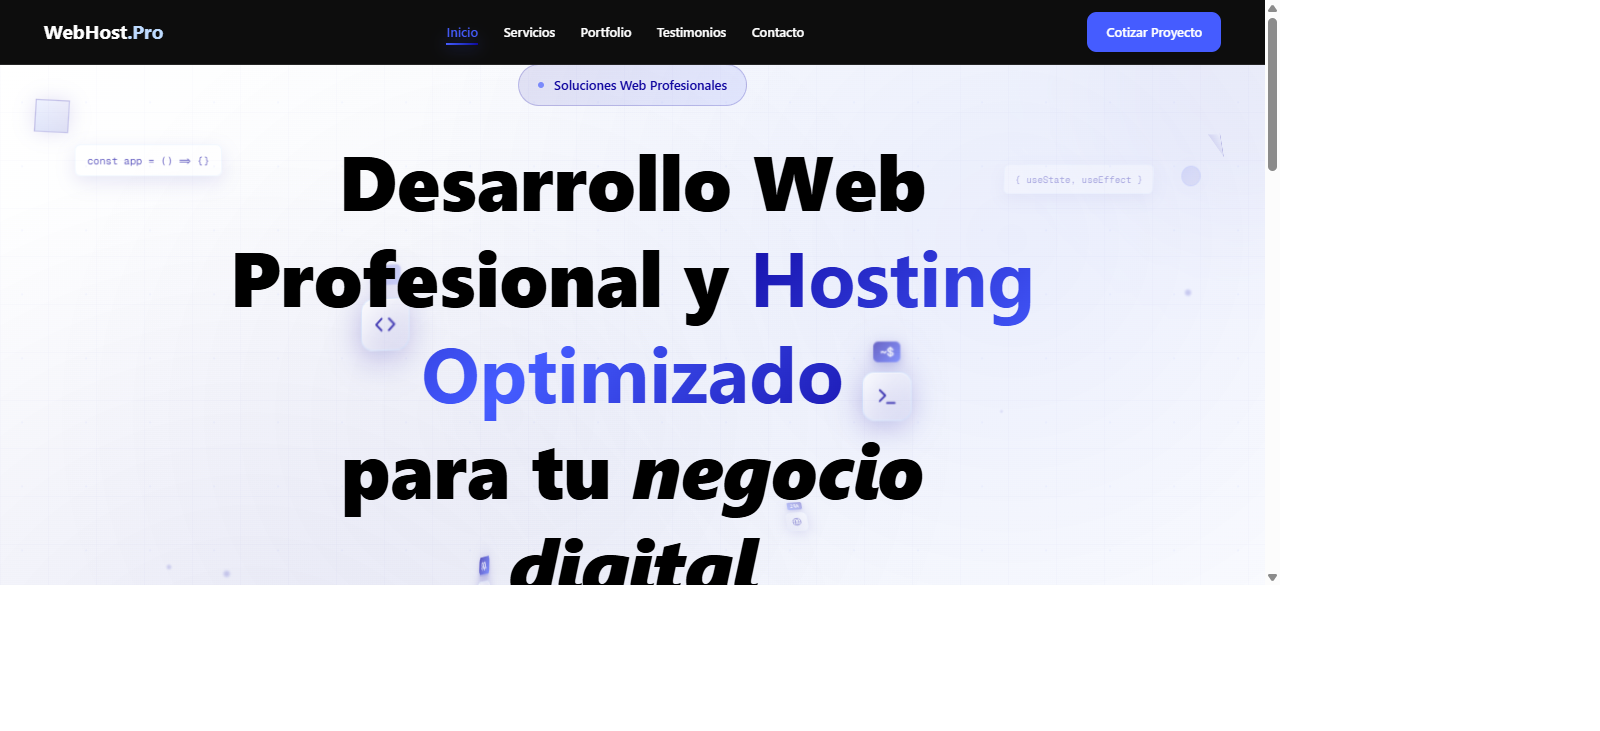 WebHost.Pro
Inicio Servicios Portfolio Testimonios Contacto
Cotizar Proyecto
Soluciones Web Profesionales
const app = () => {}
{ useState, useEffect }
Desarrollo Web
Profesional y Hosting
Optimizado
para tu negocio
digital
~$
>_
<>